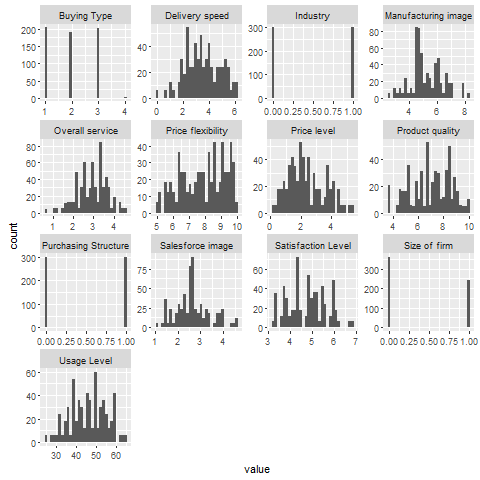 Buying Type Delivery speed Industry Manufacturing image
200 150 100 50 0
1 2 3 4
40 20 0
0 2 4 6
300 200 100 0
0.00 0.25 0.50 0.75 1.00
80 60 40 20 0
4 6 8
Overall service Price flexibility Price level Product quality
80 60 40 20 0
1 2 3 4
40 30 20 10 0
5 6 7 8 9 10
40 20 0
0 2 4
40 20 0
4 6 8 10
Purchasing Structure Salesforce image Satisfaction Level Size of firm
300 200 100 0
0.00 0.25 0.50 0.75 1.00
75 50 25 0
1 2 3 4
60 40 20 0
3 4 5 6 7
300 200 100 0
0.00 0.25 0.50 0.75 1.00
Usage Level
60 40 20 0
30 40 50 60
count
value